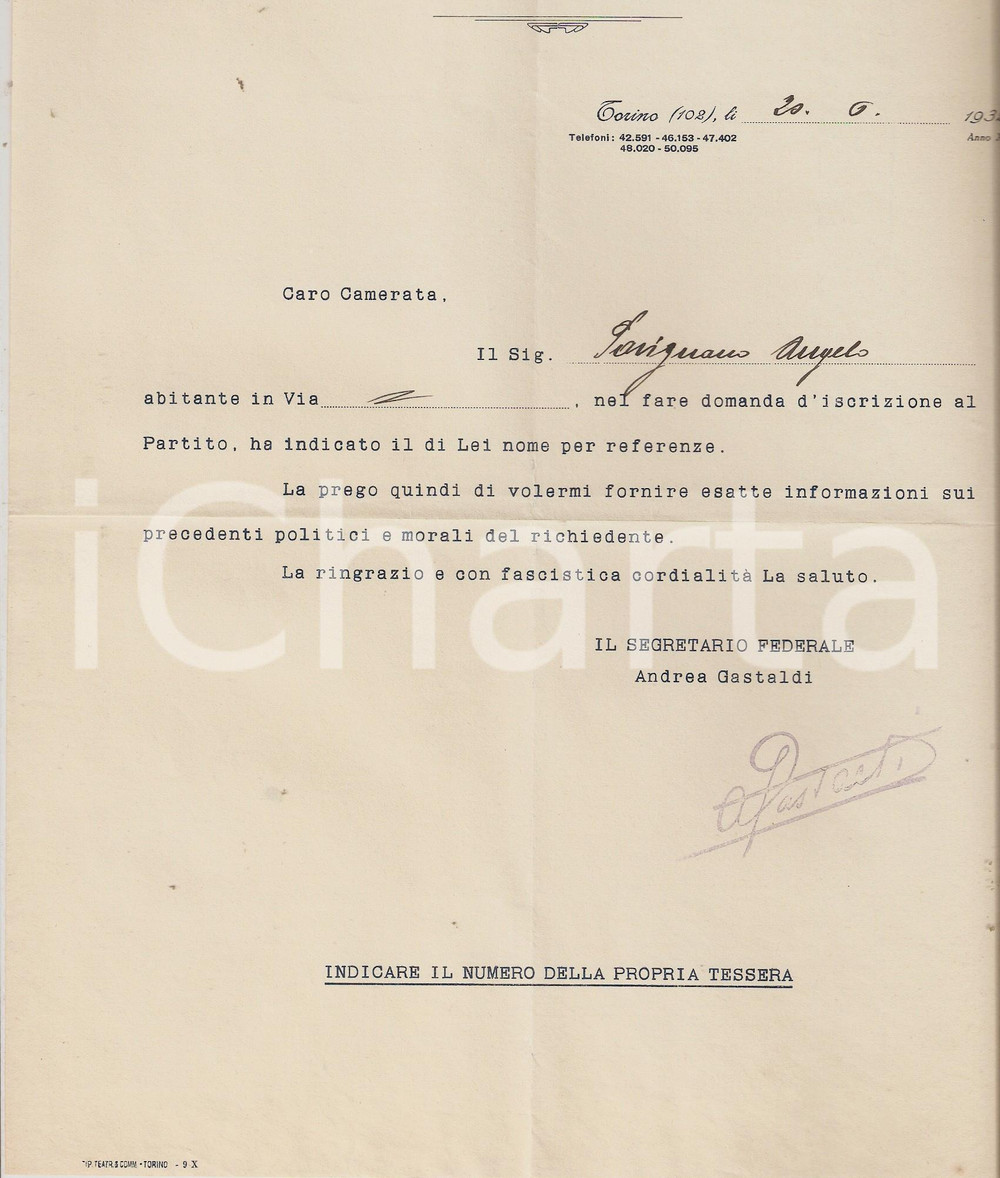 Torino (102), li 20. 6. 193
Telefoni: 42.591 - 46.153 - 47.402
48.020 - 50.095
Anno
Caro Camerata,
Il Sig. Savignano Angelo
abitante in Via , nel fare domanda d'iscrizione al
Partito, ha indicato il di Lei nome per referenze.
La prego quindi di volermi fornire esatte informazioni sui
precedenti politici e morali del richiedente.
La ringrazio e con fascistica cordialità La saluto.
iCharta
IL SEGRETARIO FEDERALE
Andrea Gastaldi
INDICARE IL NUMERO DELLA PROPRIA TESSERA
TIP. TEATR. & COMM. - TORINO - 9 X